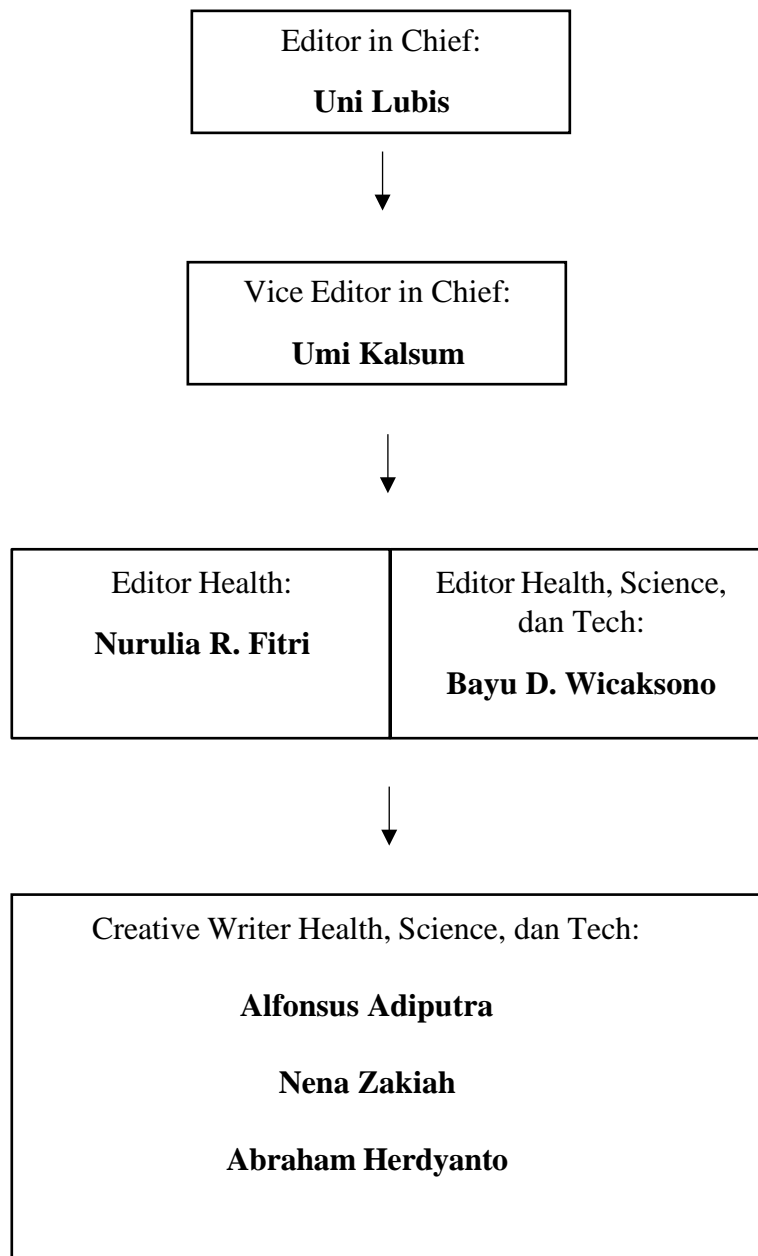 Editor in Chief:
Uni Lubis
Vice Editor in Chief:
Umi Kalsum
Editor Health:
Nurulia R. Fitri
Editor Health, Science,
dan Tech:
Bayu D. Wicaksono
Creative Writer Health, Science, dan Tech:
Alfonsus Adiputra
Nena Zakiah
Abraham Herdyanto